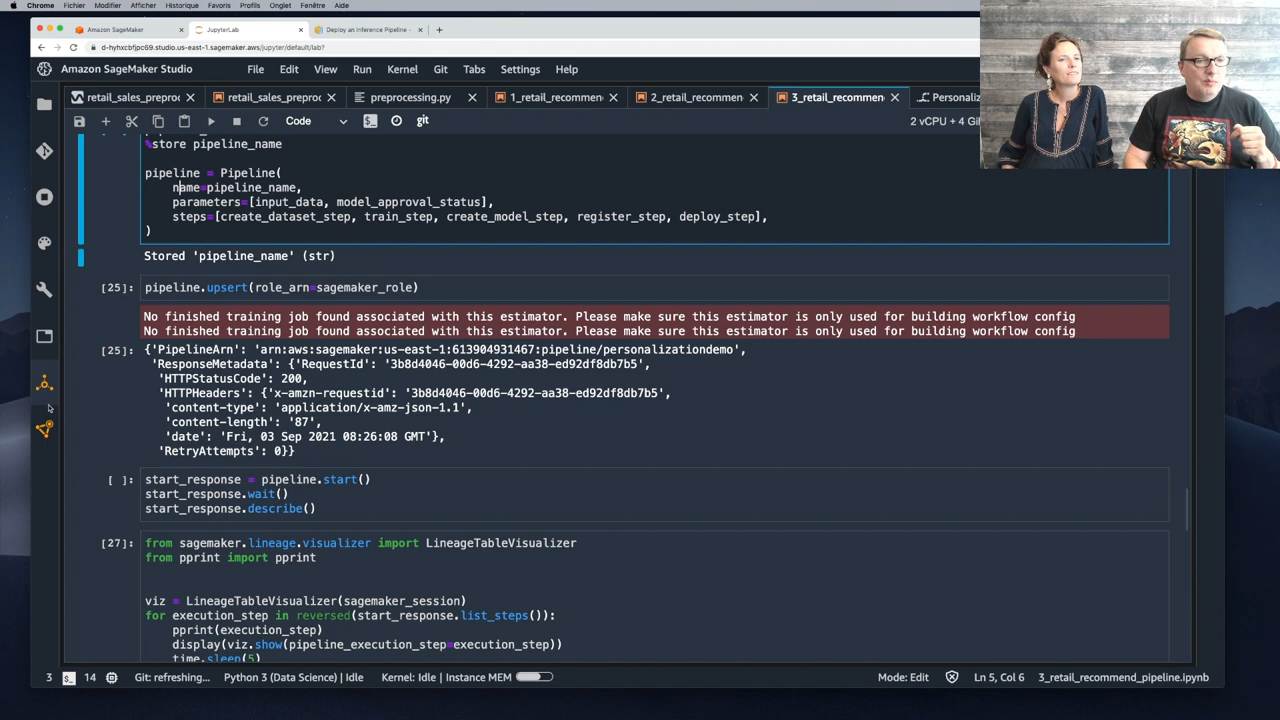 Chrome Fichier Modifier Afficher Historique Favoris Profils Onglet Fenêtre Aide
Amazon SageMaker
JupyterLab
Deploy an Inference Pipeline -
d-hyhxcbfjpc69.studio.us-east-1.sagemaker.aws/jupyter/default/lab?
Amazon SageMaker Studio
File Edit View Run Kernel Git Tabs Settings Help
retail_sales_preproc
retail_sales_preproc
preprocessing.py
1_retail_recommen
2_retail_recommen
3_retail_recommen
Personaliz
Code
git
2 vCPU + 4 Gi
%store pipeline_name
pipeline = Pipeline(
name=pipeline_name,
parameters=[input_data, model_approval_status],
steps=[create_dataset_step, train_step, create_model_step, register_step, deploy_step],
)
Stored 'pipeline_name' (str)
[25]: pipeline.upsert(role_arn=sagemaker_role)
No finished training job found associated with this estimator. Please make sure this estimator is only used for building workflow config
No finished training job found associated with this estimator. Please make sure this estimator is only used for building workflow config
[25]: {'PipelineArn': 'arn:aws:sagemaker:us-east-1:613904931467:pipeline/personalizationdemo',
'ResponseMetadata': {'RequestId': '3b8d4046-00d6-4292-aa38-ed92df8db7b5',
'HTTPStatusCode': 200,
'HTTPHeaders': {'x-amzn-requestid': '3b8d4046-00d6-4292-aa38-ed92df8db7b5',
'content-type': 'application/x-amz-json-1.1',
'content-length': '87',
'date': 'Fri, 03 Sep 2021 08:26:08 GMT'},
'RetryAttempts': 0}}
[ ]: start_response = pipeline.start()
start_response.wait()
start_response.describe()
[27]: from sagemaker.lineage.visualizer import LineageTableVisualizer
from pprint import pprint
viz = LineageTableVisualizer(sagemaker_session)
for execution_step in reversed(start_response.list_steps()):
pprint(execution_step)
display(viz.show(pipeline_execution_step=execution_step))
time.sleep(5)
3 $_ 14 Git: refreshing... Python 3 (Data Science) | Idle Kernel: Idle | Instance MEM Mode: Edit Ln 5, Col 6 3_retail_recommend_pipeline.ipynb